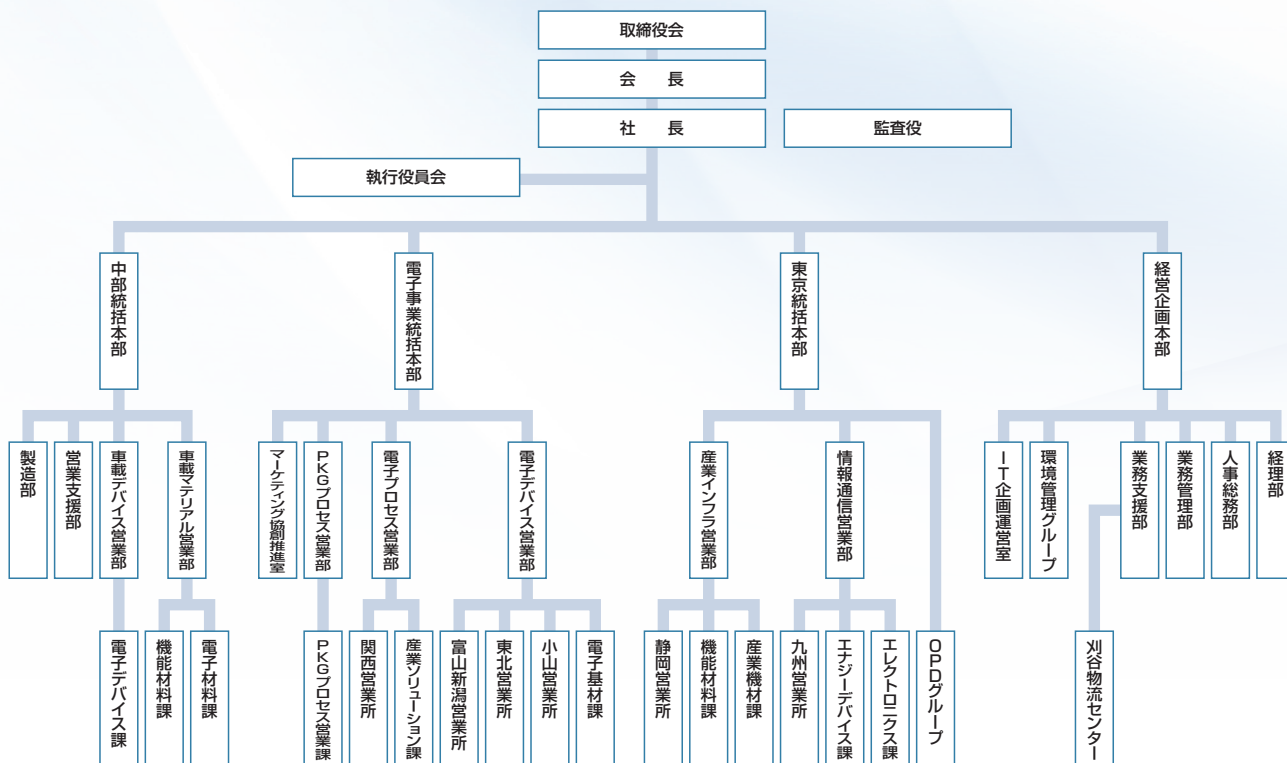 取締役会
会　長
社　長
監査役
執行役員会
中部統括本部
電子事業統括本部
東京統括本部
経営企画本部
製造部
営業支援部
車載デバイス営業部
車載マテリアル営業部
マーケティング協創推進室
PKGプロセス営業部
電子プロセス営業部
電子デバイス営業部
産業インフラ営業部
情報通信営業部
IT企画運営室
環境管理グループ
業務支援部
業務管理部
人事総務部
経理部
電子デバイス課
機能材料課
電子材料課
PKGプロセス営業課
関西営業所
産業ソリューション課
富山新潟営業所
東北営業所
小山営業所
電子基材課
静岡営業所
機能材料課
産業機材課
九州営業所
エナジーデバイス課
エレクトロニクス課
OPDグループ
刈谷物流センター